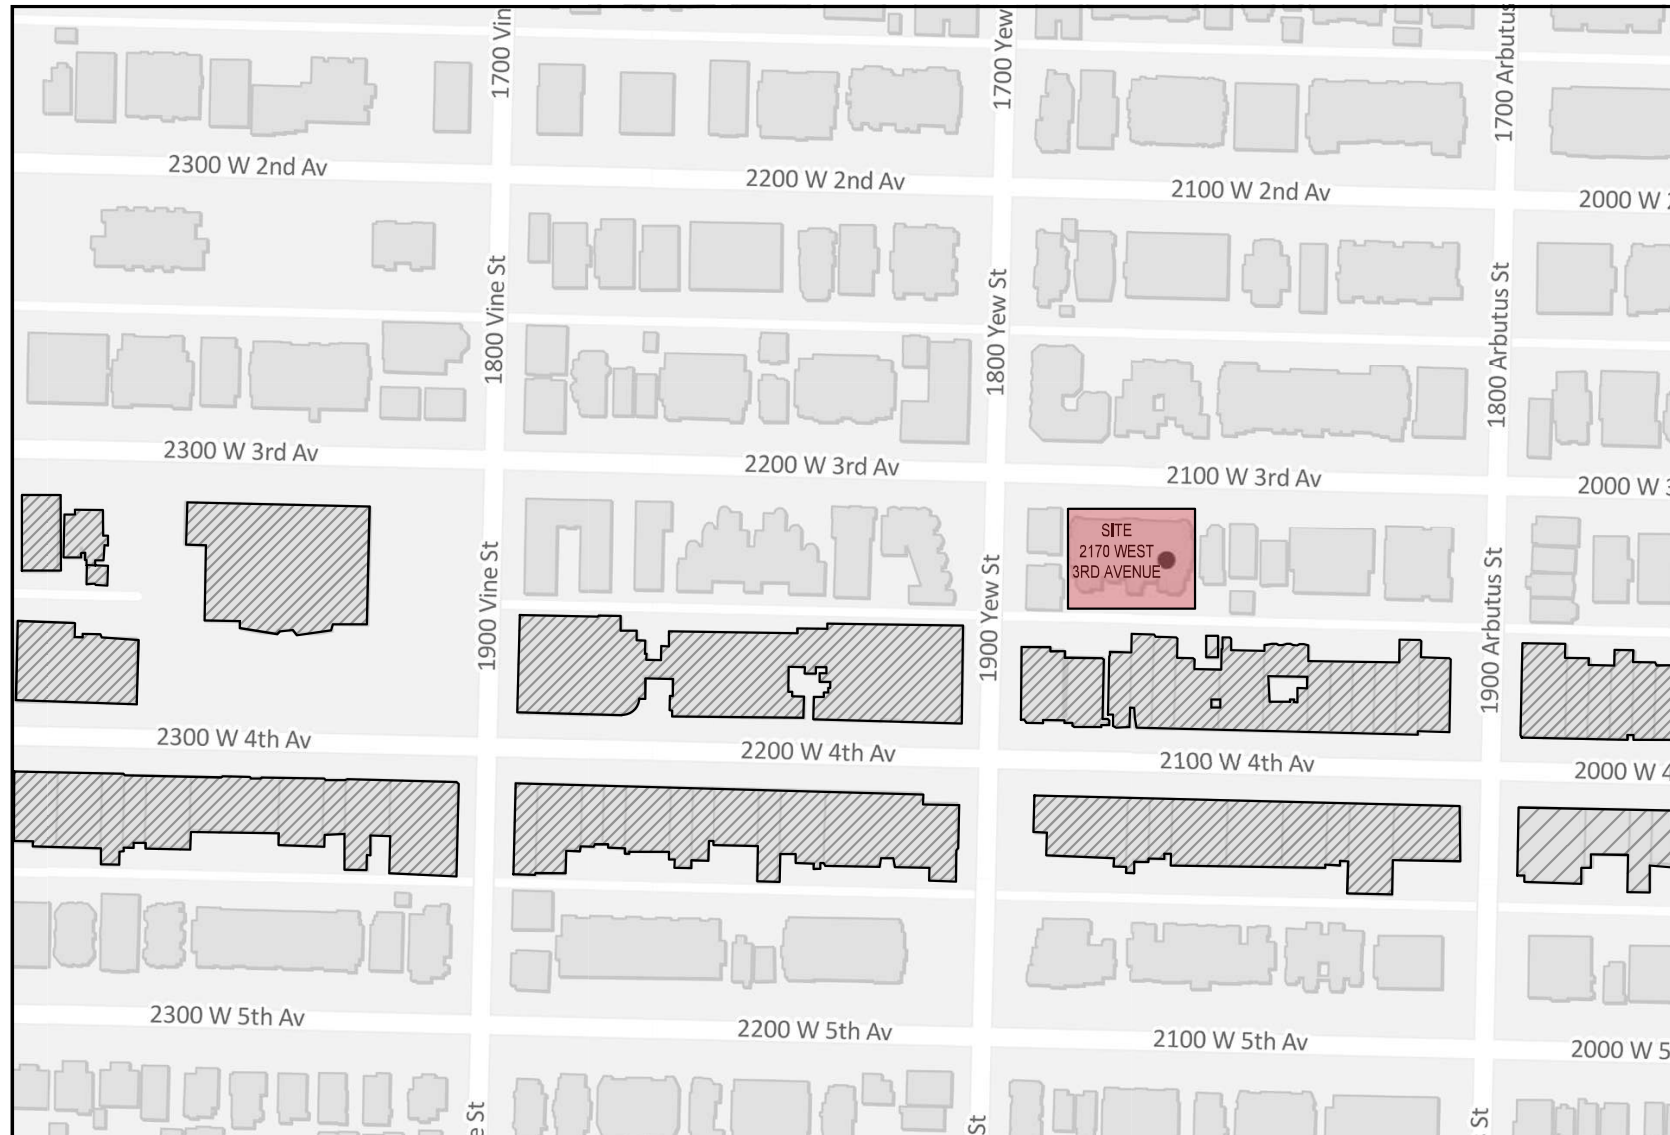 1700 Vin
1700 Yew
1700 Arbutus
2300 W 2nd Av
2200 W 2nd Av
2100 W 2nd Av
2000 W
1800 Vine St
1800 Yew St
1800 Arbutus St
2300 W 3rd Av
2200 W 3rd Av
2100 W 3rd Av
2000 W 3
SITE
2170 WEST
3RD AVENUE
1900 Vine St
1900 Yew St
1900 Arbutus St
2300 W 4th Av
2200 W 4th Av
2100 W 4th Av
2000 W 4
2300 W 5th Av
2200 W 5th Av
2100 W 5th Av
2000 W 5
e St
St
St